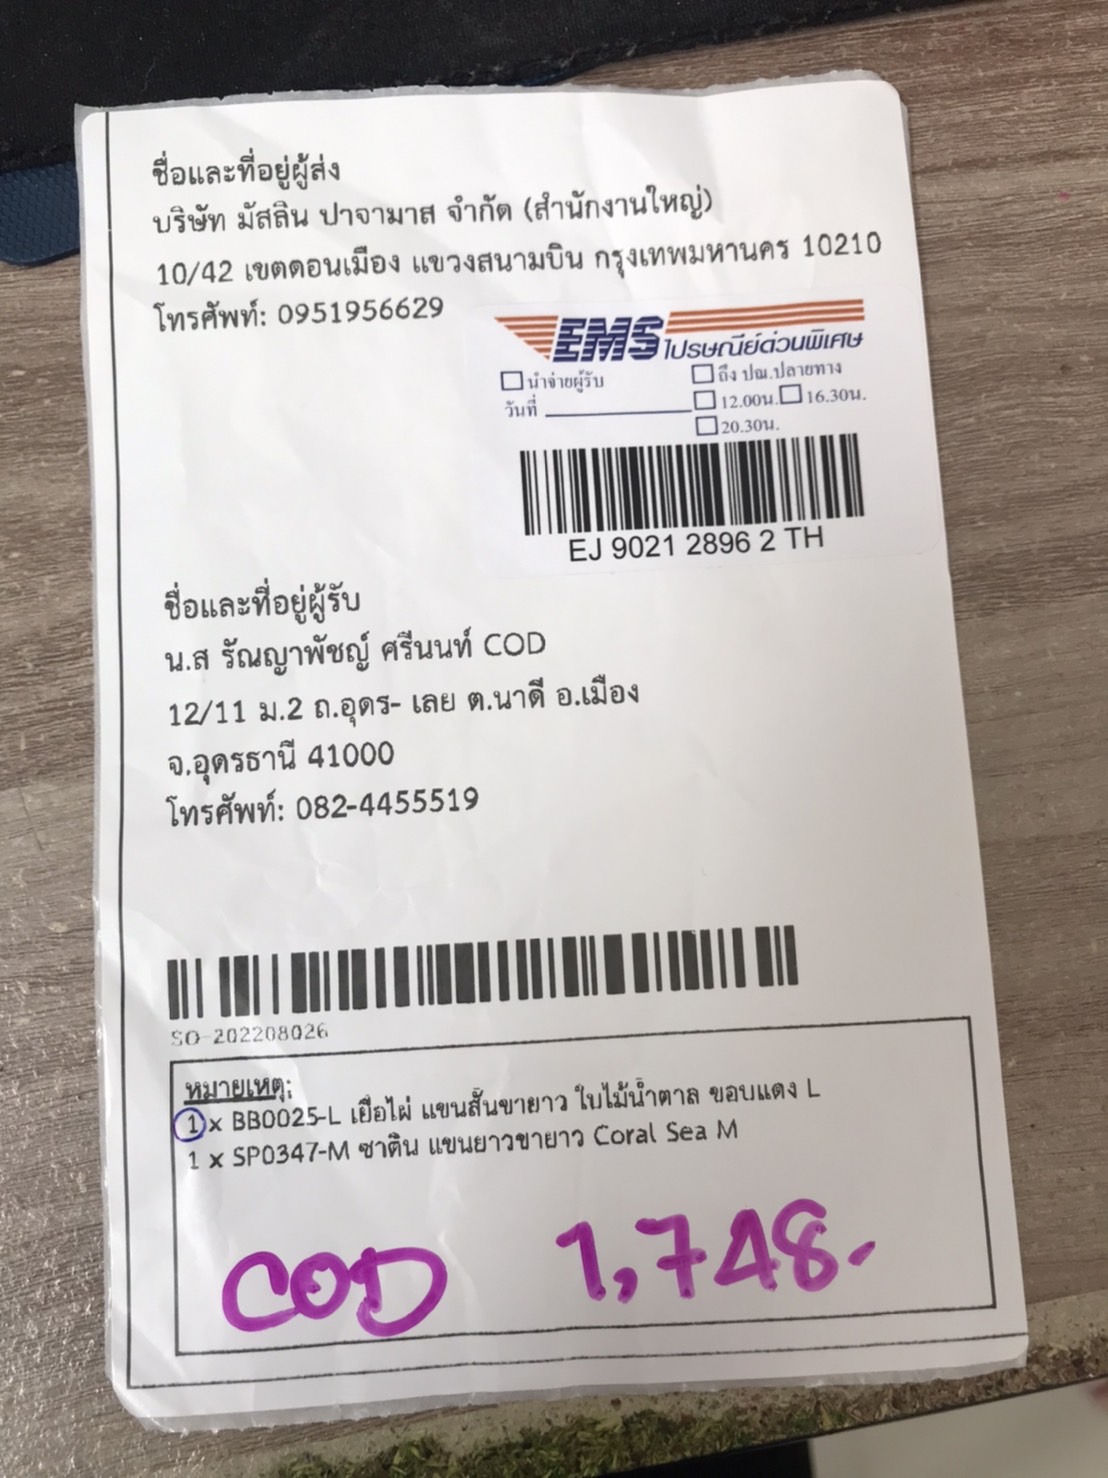 ชื่อและที่อยู่ผู้ส่ง
บริษัท มัสลิน ปาจามาส จำกัด (สำนักงานใหญ่)
10/42 เขตดอนเมือง แขวงสนามบิน กรุงเทพมหานคร 10210
โทรศัพท์: 0951956629
EMS ไปรษณีย์ด่วนพิเศษ
นำจ่ายผู้รับ ถึง ปณ.ปลายทาง
วันที่ 12.00น. 16.30น.
20.30น.
EJ 9021 2896 2 TH
ชื่อและที่อยู่ผู้รับ
น.ส รัณญาพัชญ์ ศรีนนท์ COD
12/11 ม.2 ถ.อุดร- เลย ต.นาดี อ.เมือง
จ.อุดรธานี 41000
โทรศัพท์: 082-4455519
SO-202208026
หมายเหตุ:
1 x BB0025-L เยื่อไผ่ แขนสั้นขายาว ใบไม้น้ำตาล ขอบแดง L
1 x SP0347-M ซาติน แขนยาวขายาว Coral Sea M
COD 1,748.-